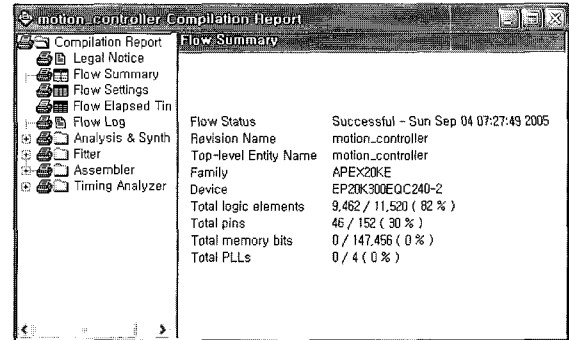 motion_controller Compilation Report
Compilation Report
Legal Notice
Flow Summary
Flow Settings
Flow Elapsed Tin
Flow Log
Analysis & Synth
Fitter
Assembler
Timing Analyzer
Flow Summary
Flow Status Successful - Sun Sep 04 07:27:49 2005
Revision Name motion_controller
Top-level Entity Name motion_controller
Family APEX20KE
Device EP20K300EQC240-2
Total logic elements 9,462 / 11,520 ( 82 % )
Total pins 46 / 152 ( 30 % )
Total memory bits 0 / 147,456 ( 0 % )
Total PLLs 0 / 4 ( 0 % )